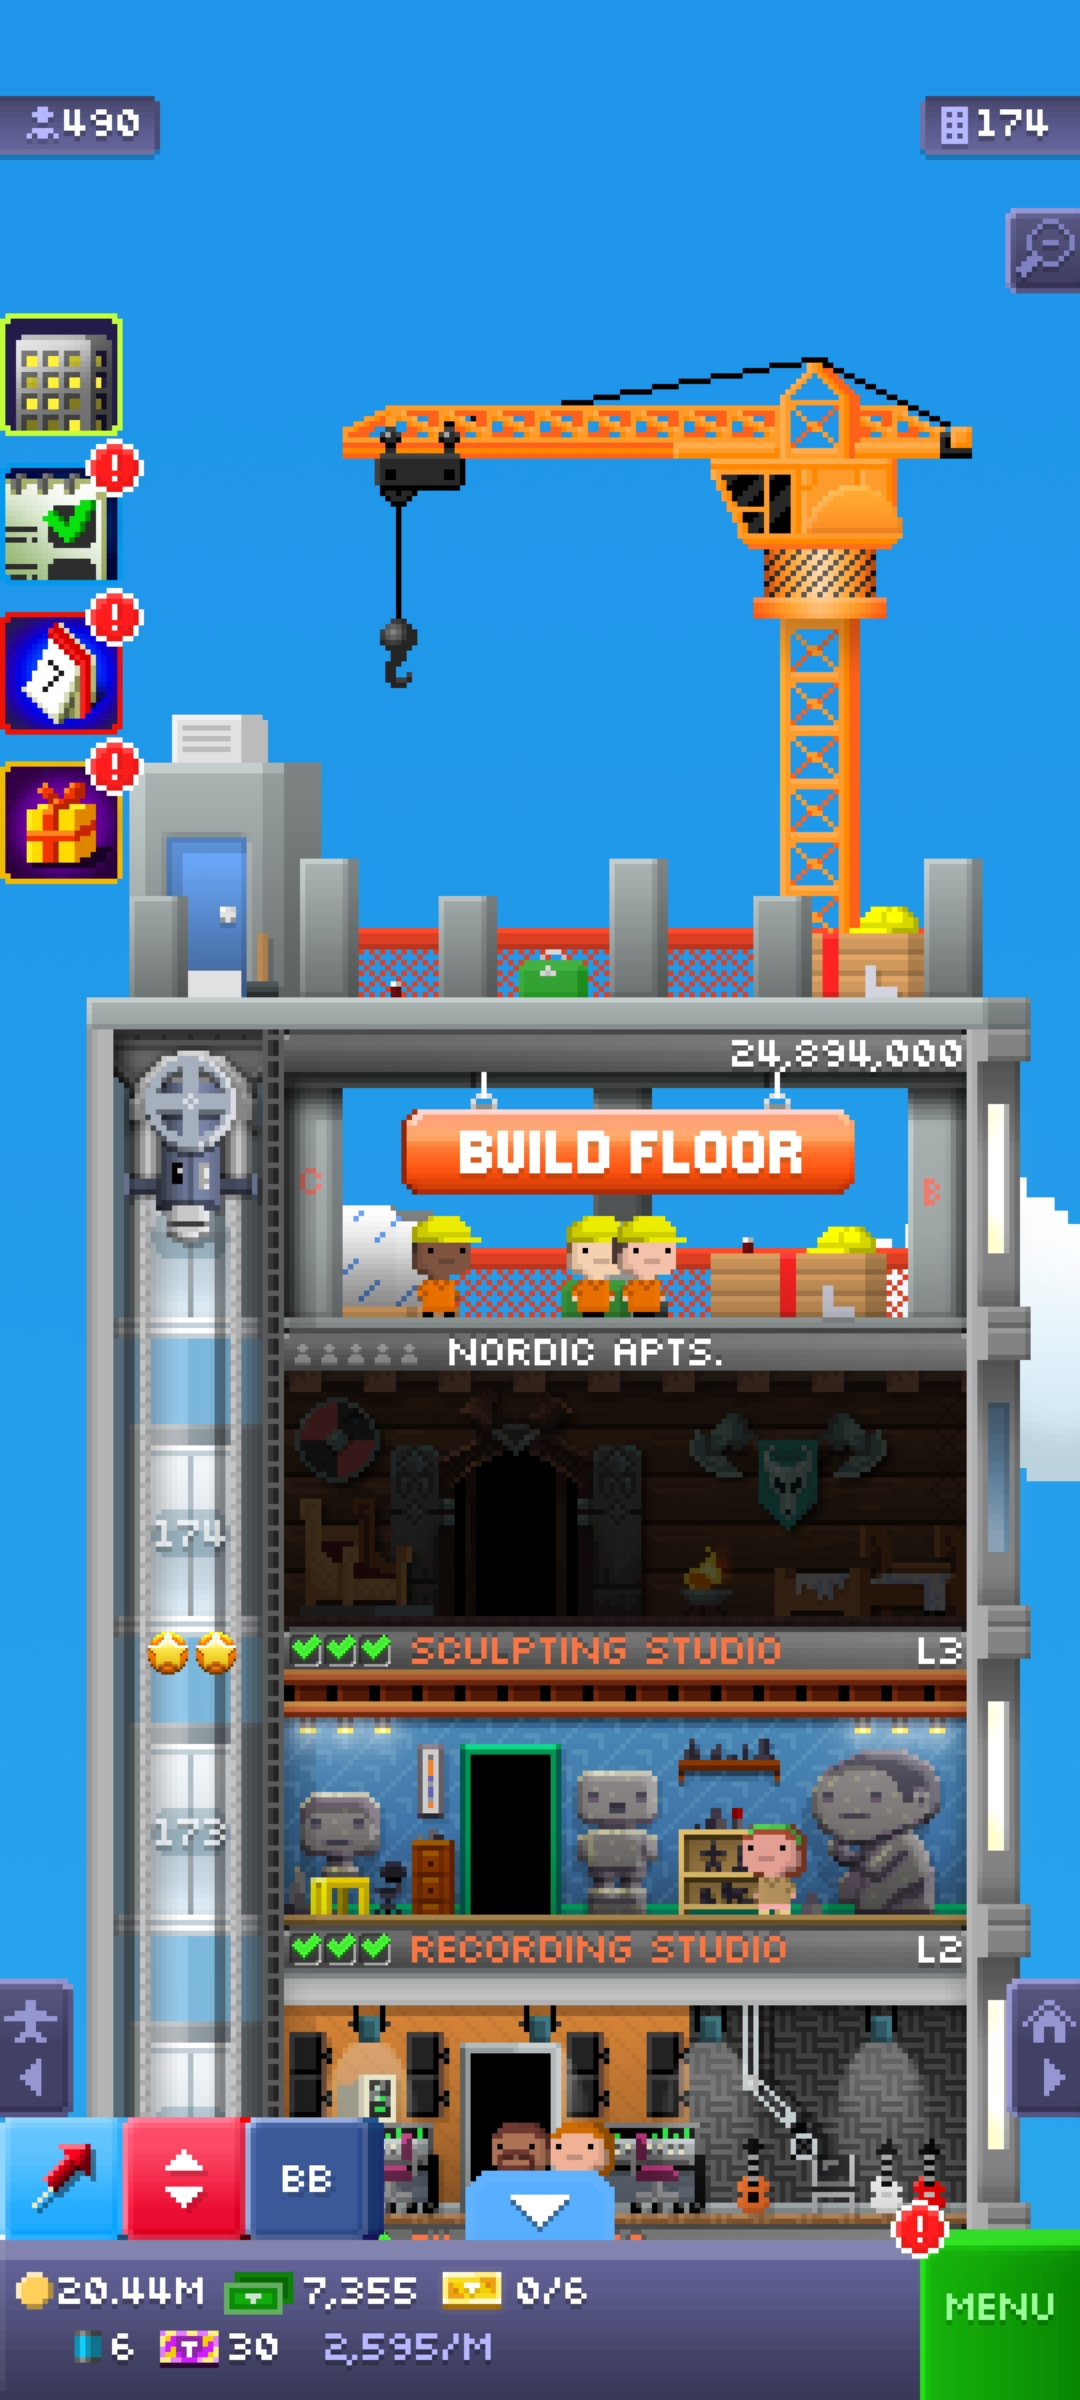 490
174
7
24,894,000
BUILD FLOOR
C
B
NORDIC APTS.
174
SCULPTING STUDIO L3
173
RECORDING STUDIO L2
BB
20.44M 7,355 0/6
MENU
6 T 30 2,595/M